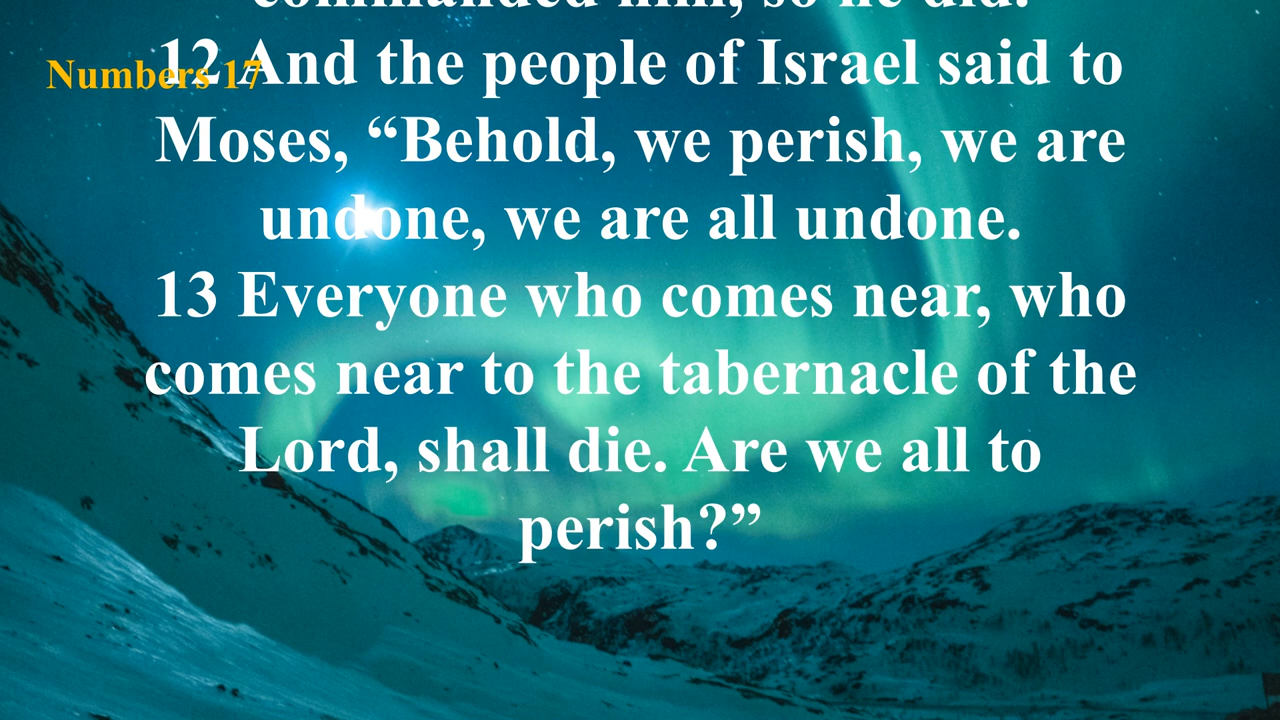 commanded him, so he did.
Numbers 17
12 And the people of Israel said to
Moses, “Behold, we perish, we are
undone, we are all undone.
13 Everyone who comes near, who
comes near to the tabernacle of the
Lord, shall die. Are we all to
perish?”